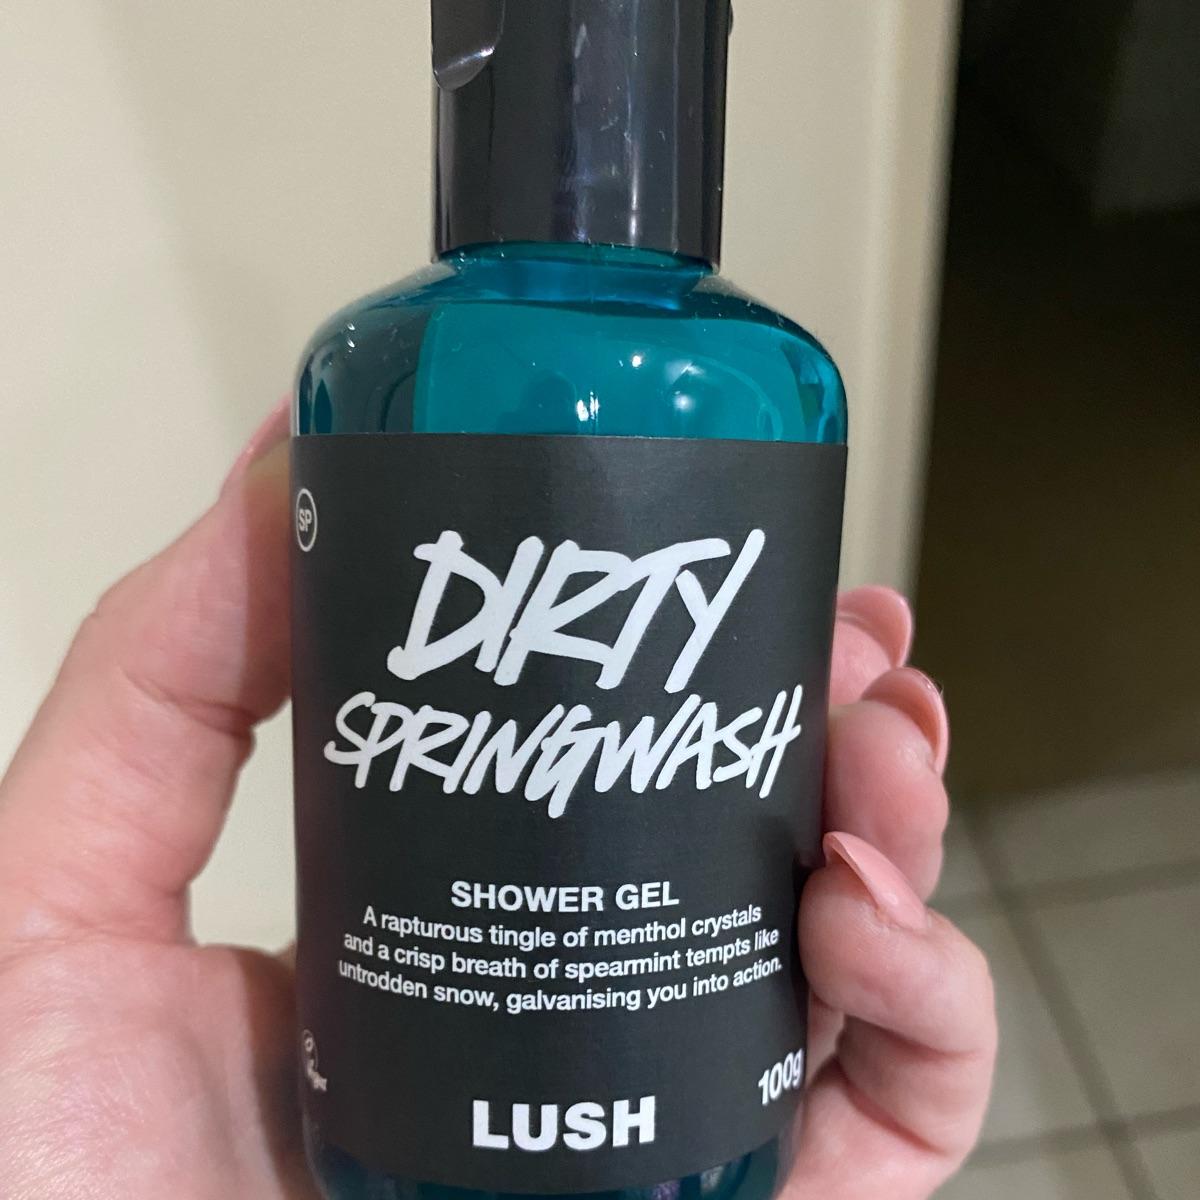 SP
DIRTY
SPRINGWASH
SHOWER GEL
A rapturous tingle of menthol crystals
and a crisp breath of spearmint tempts like
untrodden snow, galvanising you into action.
100g
LUSH